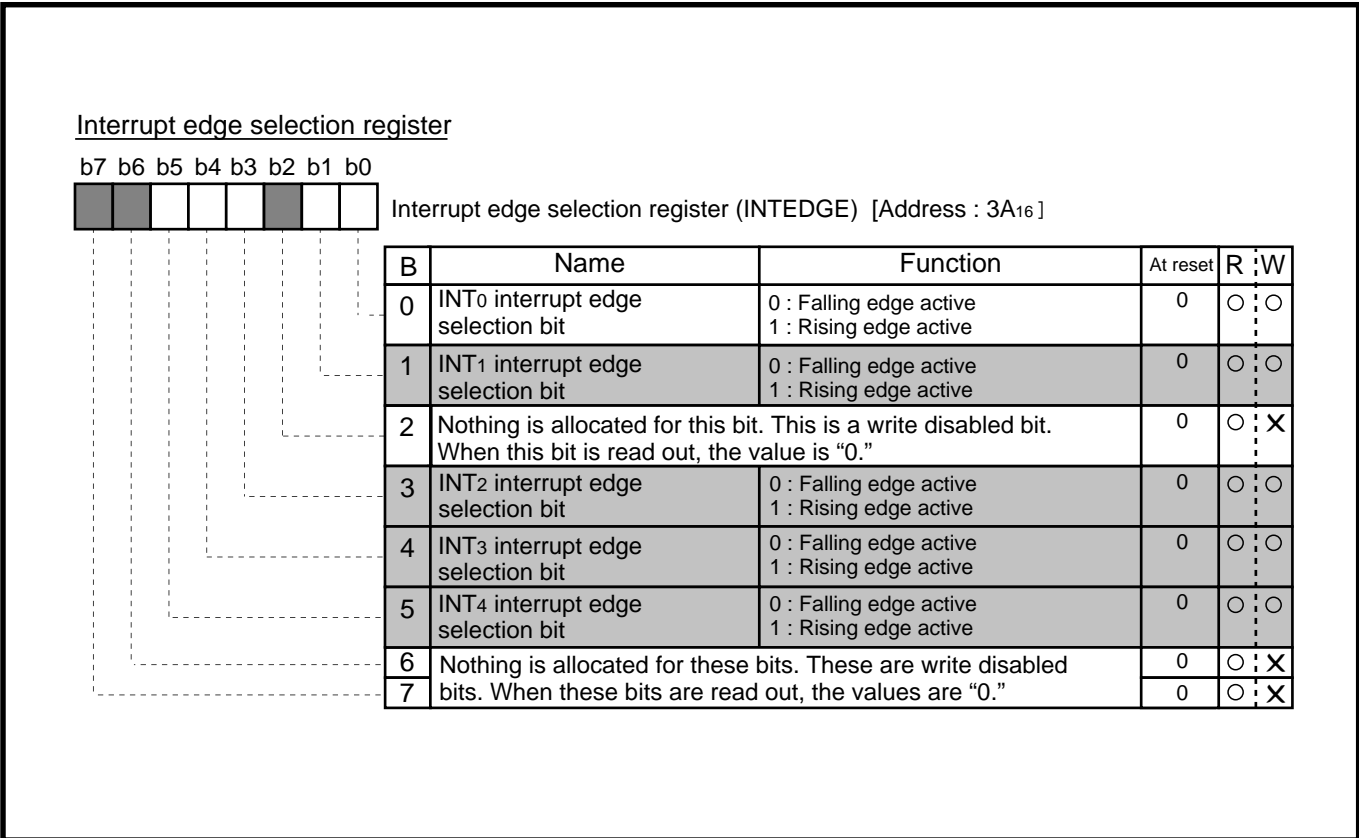 Interrupt edge selection register
b7 b6 b5 b4 b3 b2 b1 b0
Interrupt edge selection register (INTEDGE) [Address : 3A16 ]
B Name Function At reset R W
0 INT0 interrupt edge selection bit 0 : Falling edge active 0 ○ ○
1 : Rising edge active
1 INT1 interrupt edge selection bit 0 : Falling edge active 0 ○ ○
1 : Rising edge active
2 Nothing is allocated for this bit. This is a write disabled bit. 0 ○ ×
When this bit is read out, the value is “0.”
3 INT2 interrupt edge selection bit 0 : Falling edge active 0 ○ ○
1 : Rising edge active
4 INT3 interrupt edge selection bit 0 : Falling edge active 0 ○ ○
1 : Rising edge active
5 INT4 interrupt edge selection bit 0 : Falling edge active 0 ○ ○
1 : Rising edge active
6 Nothing is allocated for these bits. These are write disabled 0 ○ ×
7 bits. When these bits are read out, the values are “0.” 0 ○ ×